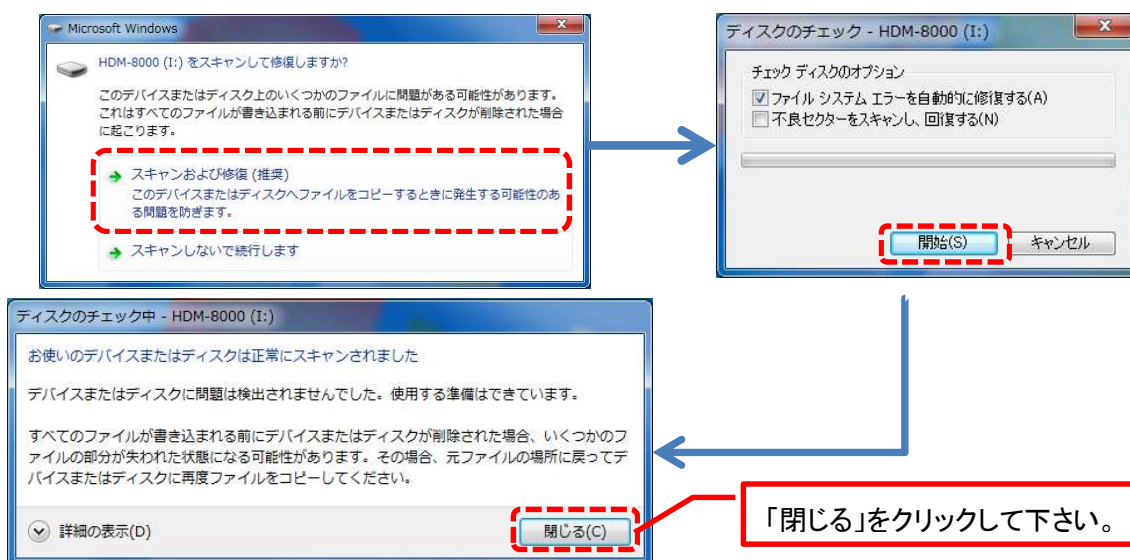 Microsoft Windows
HDM-8000 (I:) をスキャンして修復しますか?
このデバイスまたはディスク上のいくつかのファイルに問題がある可能性があります。
これはすべてのファイルが書き込まれる前にデバイスまたはディスクが削除された場合
に起こります。
スキャンおよび修復 (推奨)
このデバイスまたはディスクへファイルをコピーするときに発生する可能性のあ
る問題を防ぎます。
スキャンしないで続行します
ディスクのチェック - HDM-8000 (I:)
チェック ディスクのオプション
ファイル システム エラーを自動的に修復する(A)
不良セクターをスキャンし、回復する(N)
開始(S)
キャンセル
ディスクのチェック中 - HDM-8000 (I:)
お使いのデバイスまたはディスクは正常にスキャンされました
デバイスまたはディスクに問題は検出されませんでした。使用する準備はできています。
すべてのファイルが書き込まれる前にデバイスまたはディスクが削除された場合、いくつかのフ
ァイルの部分が失われた状態になる可能性があります。その場合、元ファイルの場所に戻ってデ
バイスまたはディスクに再度ファイルをコピーしてください。
詳細の表示(D)
閉じる(C)
「閉じる」をクリックして下さい。